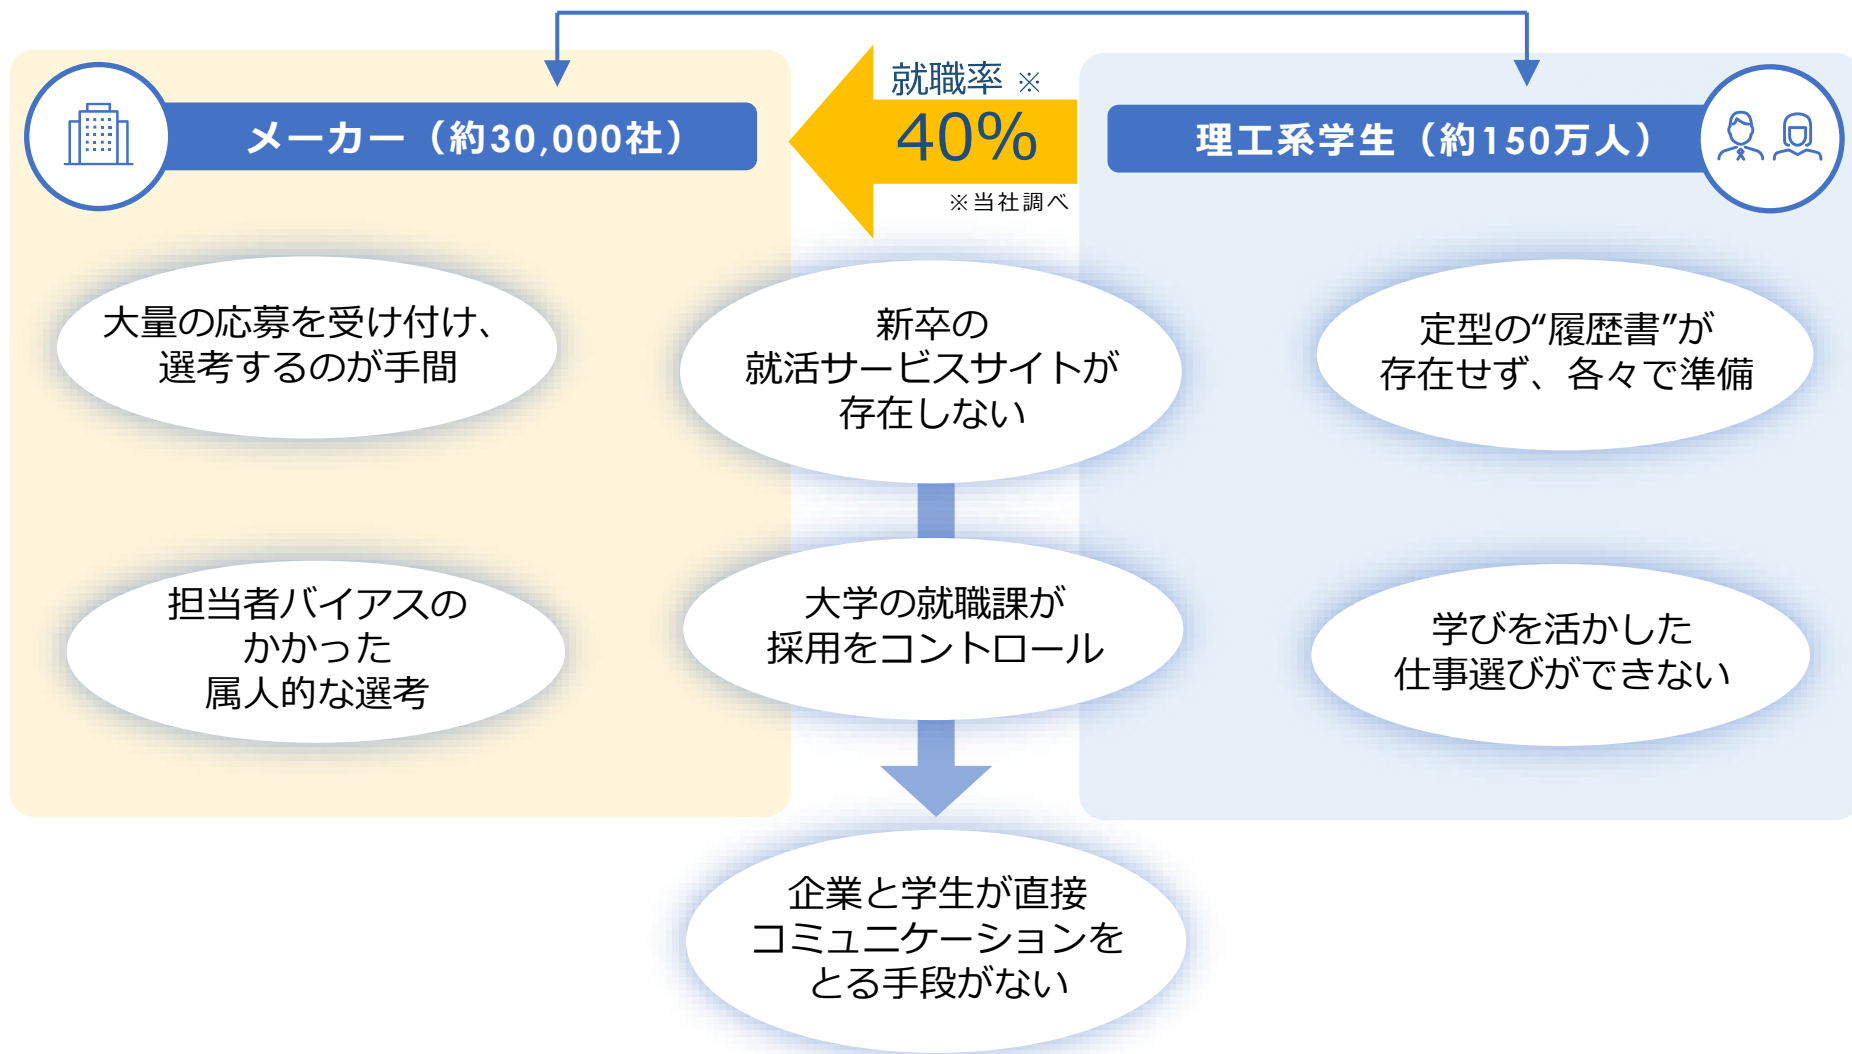 就職率 ※
40%
※当社調べ
メーカー（約30,000社）
理工系学生（約150万人）
大量の応募を受け付け、
選考するのが手間
担当者バイアスの
かかった
属人的な選考
新卒の
就活サービスサイトが
存在しない
大学の就職課が
採用をコントロール
企業と学生が直接
コミュニケーションを
とる手段がない
定型の“履歴書”が
存在せず、各々で準備
学びを活かした
仕事選びができない